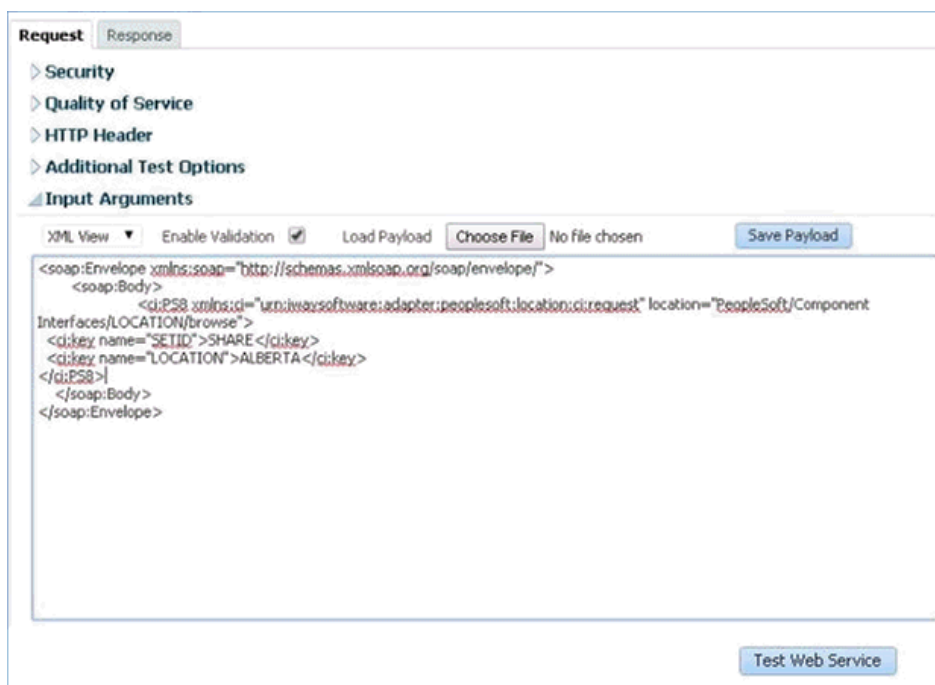 Request Response
Security
Quality of Service
HTTP Header
Additional Test Options
Input Arguments
XML View Enable Validation Load Payload Choose File No file chosen Save Payload
<soap:Envelope xmlns:soap="http://schemas.xmlsoap.org/soap/envelope/">
<soap:Body>
<ci:PS8 xmlns:ci="urn:iwaysoftware:adapter:peoplesoft:location:ci:request" location="PeopleSoft/Component
Interfaces/LOCATION/browse">
<ci:key name="SETID">SHARE</ci:key>
<ci:key name="LOCATION">ALBERTA</ci:key>
</ci:PS8>
</soap:Body>
</soap:Envelope>
Test Web Service